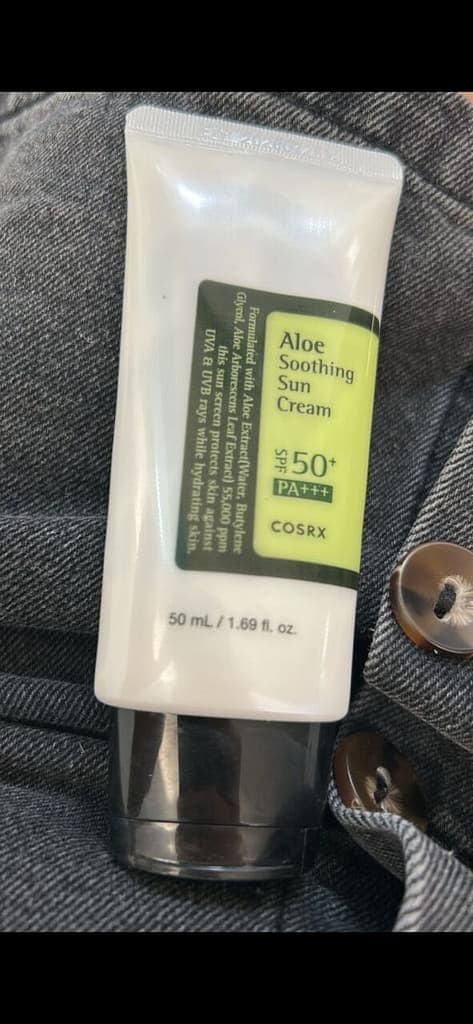 Aloe
Soothing
Sun
Cream
SPF 50+
PA+++
COSRX
Formulated with Aloe Extract(Water, Butylene
Glycol, Aloe Arborescens Leaf Extract) 55,000 ppm
this sun screen protects skin against
UVA & UVB rays while hydrating skin.
50 mL / 1.69 fl. oz.